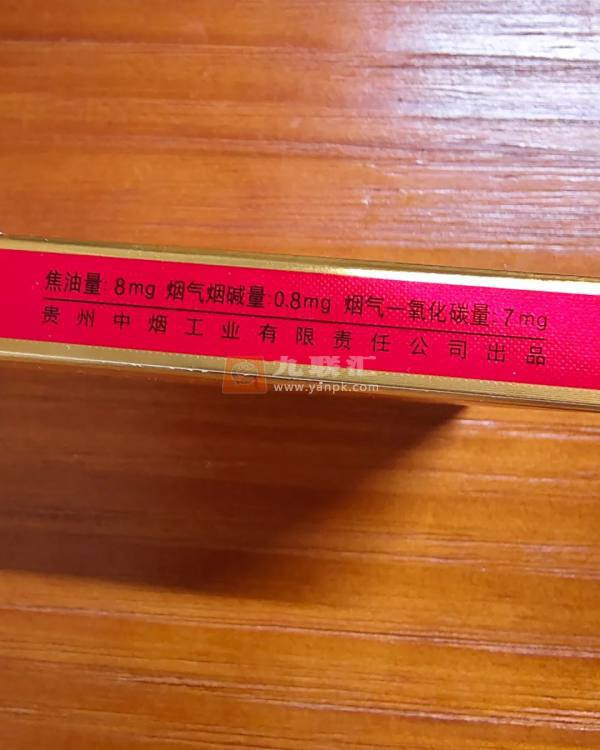 焦油量:8mg 烟气烟碱量:0.8mg 烟气一氧化碳量:7mg
贵州中烟工业有限责任公司出品
九联汇
www.yanpk.com